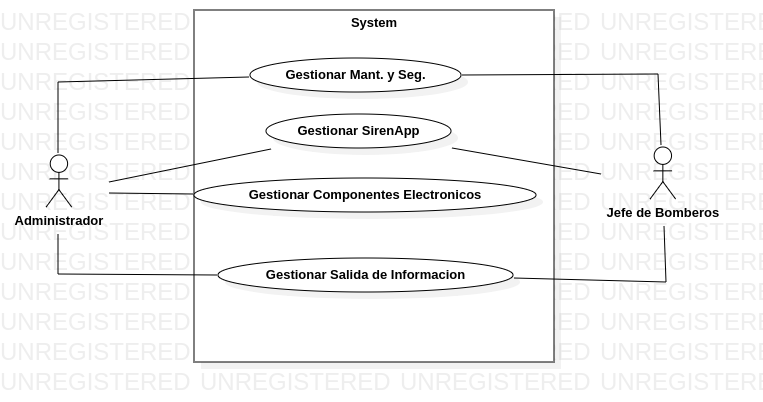 System
Gestionar Mant. y Seg.
Gestionar SirenApp
Gestionar Componentes Electronicos
Administrador
Jefe de Bomberos
Gestionar Salida de Informacion
UNREGISTERED UNREGISTERED UNREGISTERED UNREGISTERED